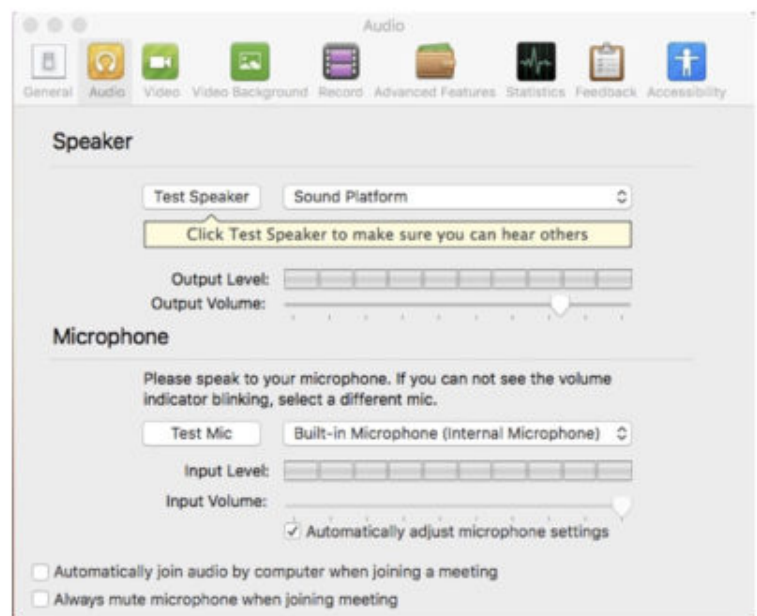 Audio
General Audio Video Video Background Record Advanced Features Statistics Feedback Accessibility
Speaker
Test Speaker Sound Platform
Click Test Speaker to make sure you can hear others
Output Level:
Output Volume:
Microphone
Please speak to your microphone. If you can not see the volume
indicator blinking, select a different mic.
Test Mic Built-in Microphone (Internal Microphone)
Input Level:
Input Volume:
Automatically adjust microphone settings
Automatically join audio by computer when joining a meeting
Always mute microphone when joining meeting